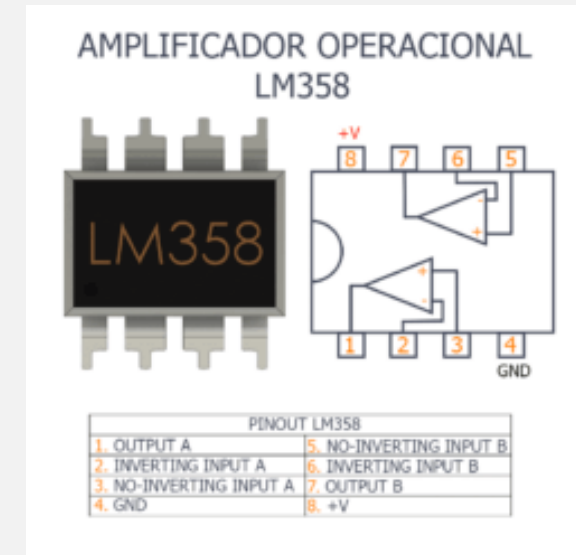 AMPLIFICADOR OPERACIONAL
LM358
LM358
+V
8 7 6 5
-
+
+
-
1 2 3 4
GND
PINOUT LM358
1. OUTPUT A 5. NO-INVERTING INPUT B
2. INVERTING INPUT A 6. INVERTING INPUT B
3. NO-INVERTING INPUT A 7. OUTPUT B
4. GND 8. +V